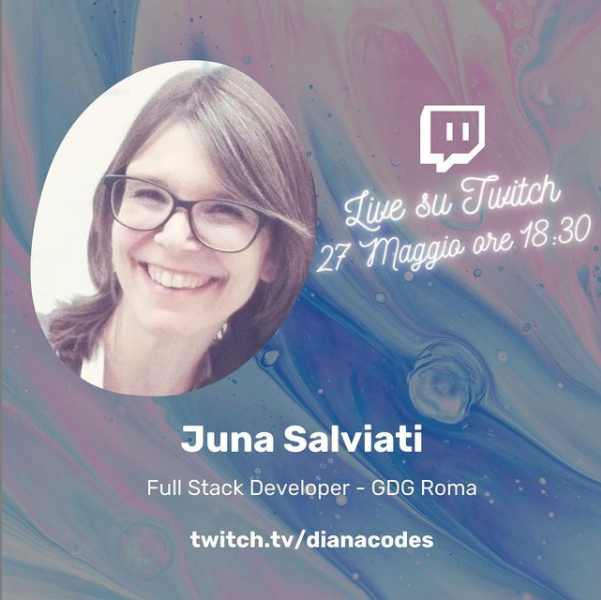 Live su Twitch
27 Maggio ore 18:30
Juna Salviati
Full Stack Developer - GDG Roma
twitch.tv/dianacodes